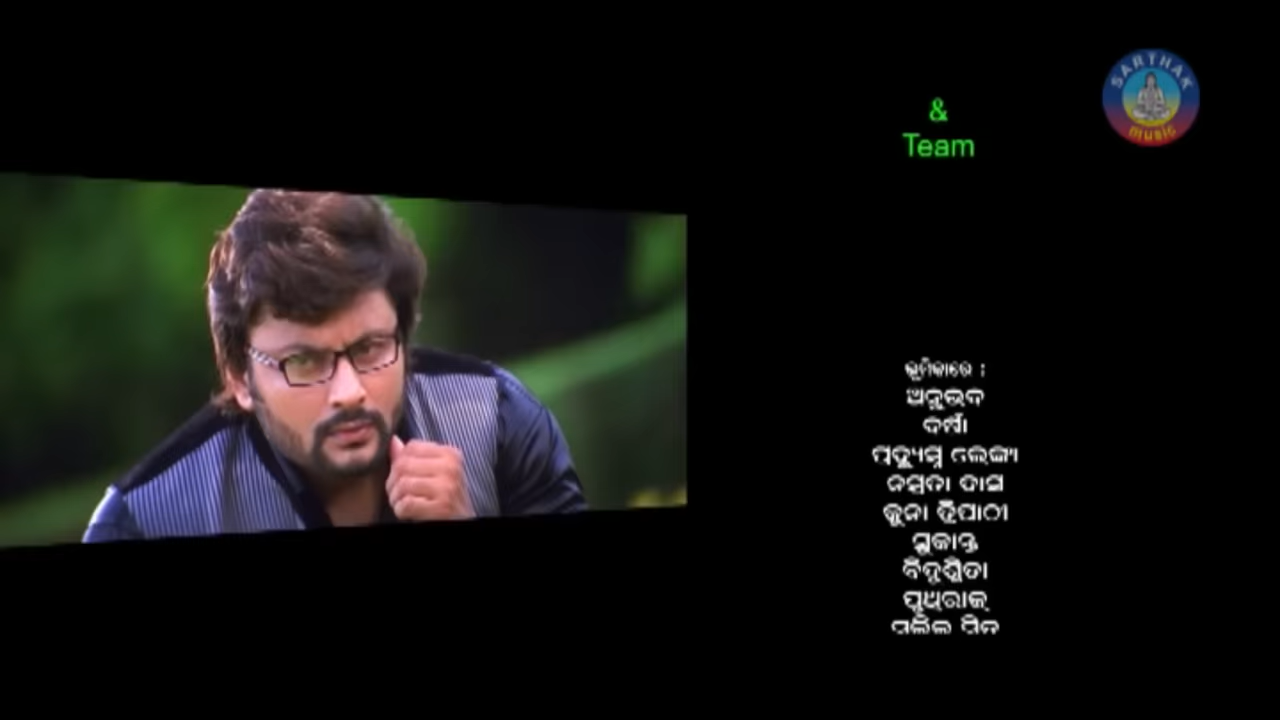 SARTHAK
music
&
Team
ଭୂମିକାରେ :
ଅନୁଭବ
ବର୍ଷା
ପ୍ରଦ୍ୟୁମ୍ନ ଲେଙ୍କା
ନମ୍ରତା ଦାସ
କୁନା ତ୍ରିପାଠୀ
ସୁକାନ୍ତ
ବିଦୁସ୍ମିତା
ପୃଥିରାଜ୍